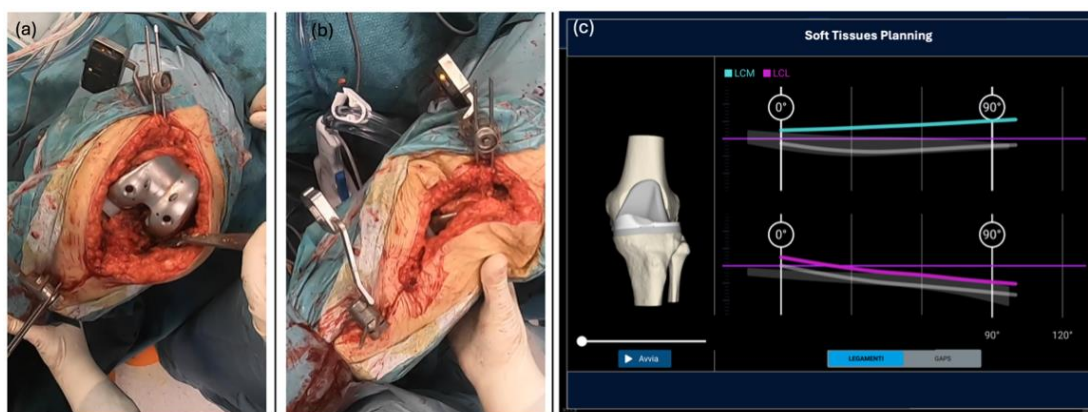 (a)
(b)
(c)
Soft Tissues Planning
LCM LCL
0°
90°
0°
90°
90°
120°
Avvia
LEGAMENTI
GAPS